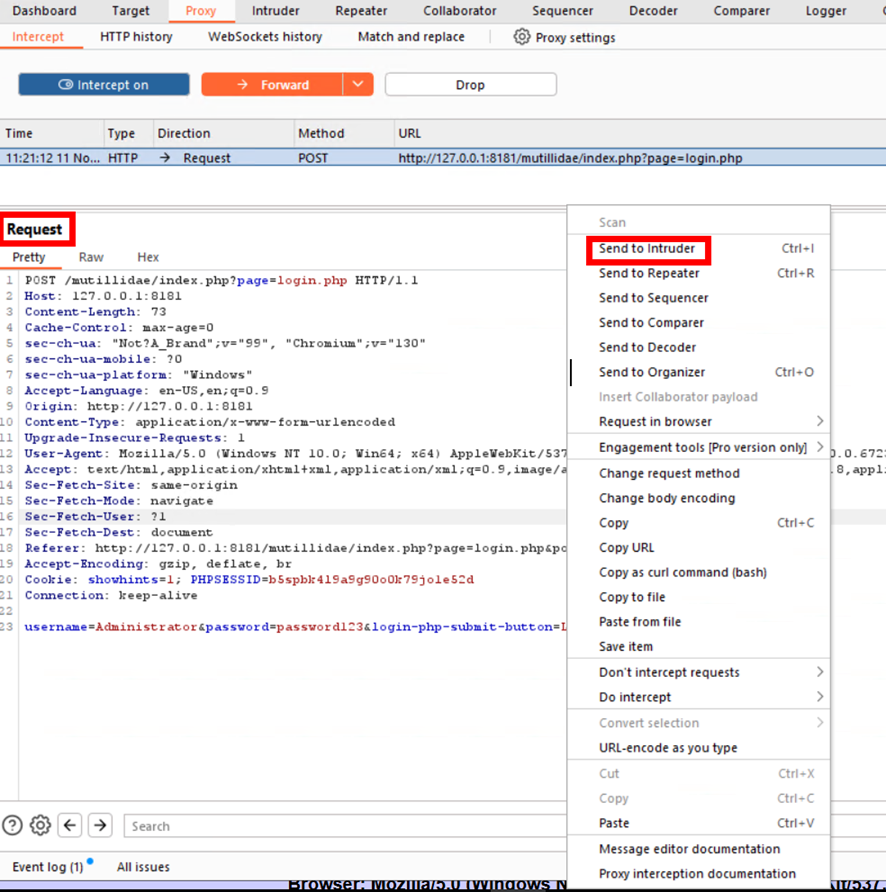 Dashboard Target Proxy Intruder Repeater Collaborator Sequencer Decoder Comparer Logger
Intercept HTTP history WebSockets history Match and replace Proxy settings
Intercept on Forward Drop
Time Type Direction Method URL
11:21:12 11 No... HTTP Request POST http://127.0.0.1:8181/mutillidae/index.php?page=login.php
Request
Pretty Raw Hex
1 POST /mutillidae/index.php?page=login.php HTTP/1.1
2 Host: 127.0.0.1:8181
3 Content-Length: 73
4 Cache-Control: max-age=0
5 sec-ch-ua: "Not?A_Brand";v="99", "Chromium";v="130"
6 sec-ch-ua-mobile: ?0
7 sec-ch-ua-platform: "Windows"
8 Accept-Language: en-US,en;q=0.9
9 Origin: http://127.0.0.1:8181
10 Content-Type: application/x-www-form-urlencoded
11 Upgrade-Insecure-Requests: 1
12 User-Agent: Mozilla/5.0 (Windows NT 10.0; Win64; x64) AppleWebKit/537 0.0.672
13 Accept: text/html,application/xhtml+xml,application/xml;q=0.9,image/a .8,appli
14 Sec-Fetch-Site: same-origin
15 Sec-Fetch-Mode: navigate
16 Sec-Fetch-User: ?1
17 Sec-Fetch-Dest: document
18 Referer: http://127.0.0.1:8181/mutillidae/index.php?page=login.php&po
19 Accept-Encoding: gzip, deflate, br
20 Cookie: showhints=1; PHPSESSID=b5spbk419a9g90o0k79jole52d
21 Connection: keep-alive
22
23 username=Administrator&password=password123&login-php-submit-button=L
Scan
Send to Intruder Ctrl+I
Send to Repeater Ctrl+R
Send to Sequencer
Send to Comparer
Send to Decoder
Send to Organizer Ctrl+O
Insert Collaborator payload
Request in browser
Engagement tools [Pro version only]
Change request method
Change body encoding
Copy Ctrl+C
Copy URL
Copy as curl command (bash)
Copy to file
Paste from file
Save item
Don't intercept requests
Do intercept
Convert selection
URL-encode as you type
Cut Ctrl+X
Copy Ctrl+C
Paste Ctrl+V
Message editor documentation
Proxy interception documentation
Search
Event log (1) All issues
Browser: Mozilla/5.0 (Windows N Kit/537.